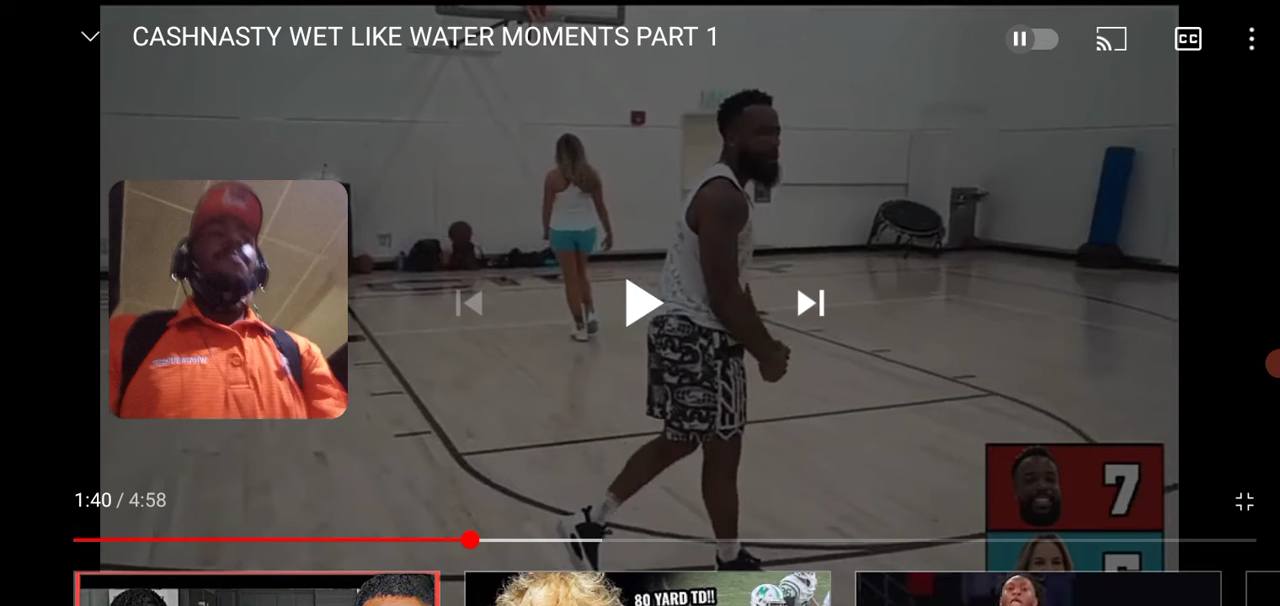 CASHNASTY WET LIKE WATER MOMENTS PART 1
CC
7
1:40 / 4:58
80 YARD TD!!